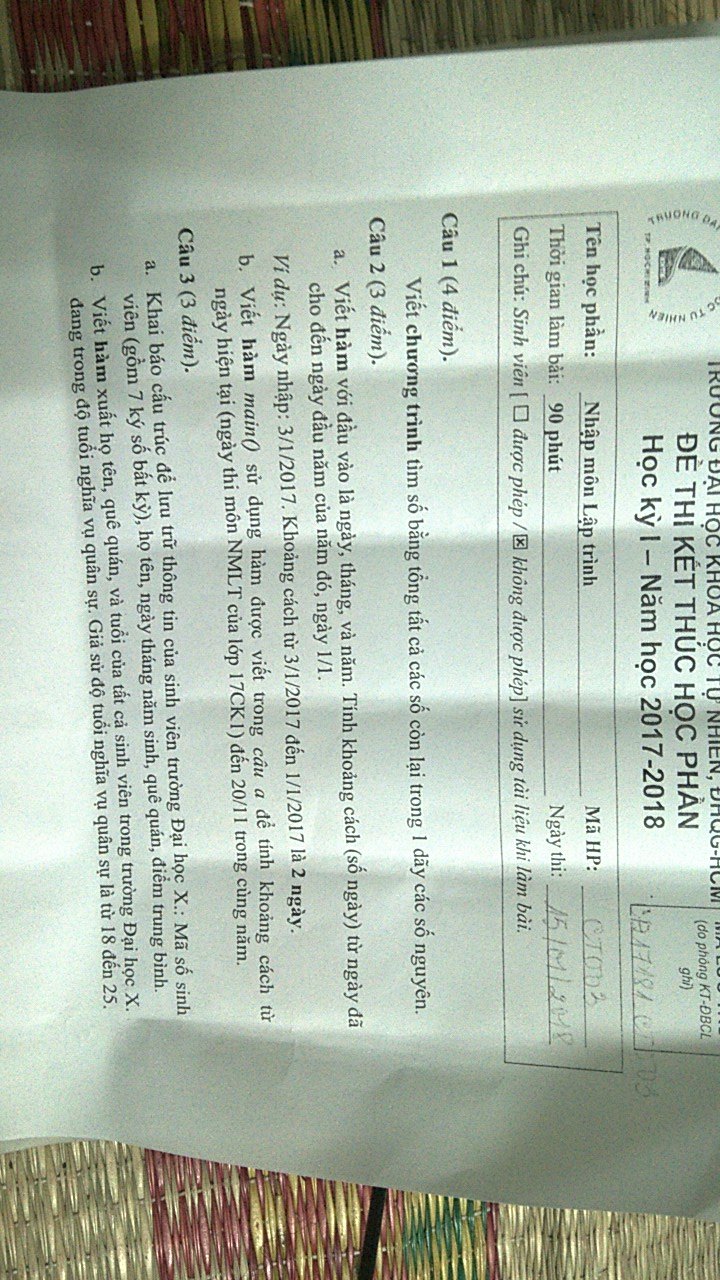 TRƯỜNG ĐẠI HỌC KHOA HỌC TỰ NHIÊN, ĐHQG-HCM
(do phòng KT-ĐBCL
ĐỀ THI KẾT THÚC HỌC PHẦN
ghi)
Học kỳ I – Năm học 2017-2018
TP. HỒ CHÍ MINH
Tên học phần: Nhập môn Lập trình Mã HP: CT003
Thời gian làm bài: 90 phút Ngày thi: 15/01/2018
Ghi chú: Sinh viên [ ☐ được phép / ☒ không được phép] sử dụng tài liệu khi làm bài.
Câu 1 (4 điểm).
Viết chương trình tìm số bằng tổng tất cả các số còn lại trong 1 dãy các số nguyên.
Câu 2 (3 điểm).
a. Viết hàm với đầu vào là ngày, tháng, và năm. Tính khoảng cách (số ngày) từ ngày đã
cho đến ngày đầu năm của năm đó, ngày 1/1.
Ví dụ: Ngày nhập: 3/1/2017. Khoảng cách từ 3/1/2017 đến 1/1/2017 là 2 ngày.
b. Viết hàm main() sử dụng hàm được viết trong câu a để tính khoảng cách từ
ngày hiện tại (ngày thi môn NMLT của lớp 17CK1) đến 20/11 trong cùng năm.
Câu 3 (3 điểm).
a. Khai báo cấu trúc để lưu trữ thông tin của sinh viên trường Đại học X.: Mã số sinh
viên (gồm 7 ký số bất kỳ), họ tên, ngày tháng năm sinh, quê quán, điểm trung bình.
b. Viết hàm xuất họ tên, quê quán, và tuổi của tất cả sinh viên trong trường Đại học X.
đang trong độ tuổi nghĩa vụ quân sự. Giả sử độ tuổi nghĩa vụ quân sự là từ 18 đến 25.